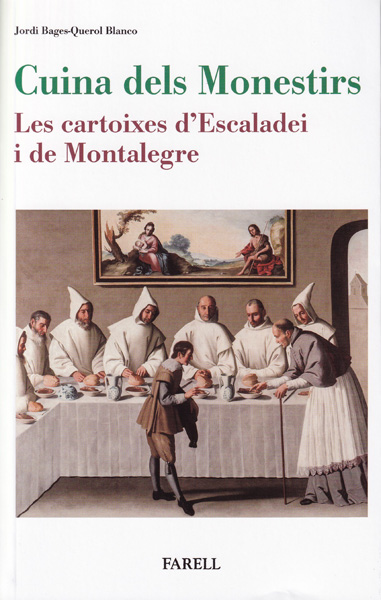 Jordi Bages-Querol Blanco
Cuina dels Monestirs
Les cartoixes d'Escaladei
i de Montalegre
FARELL